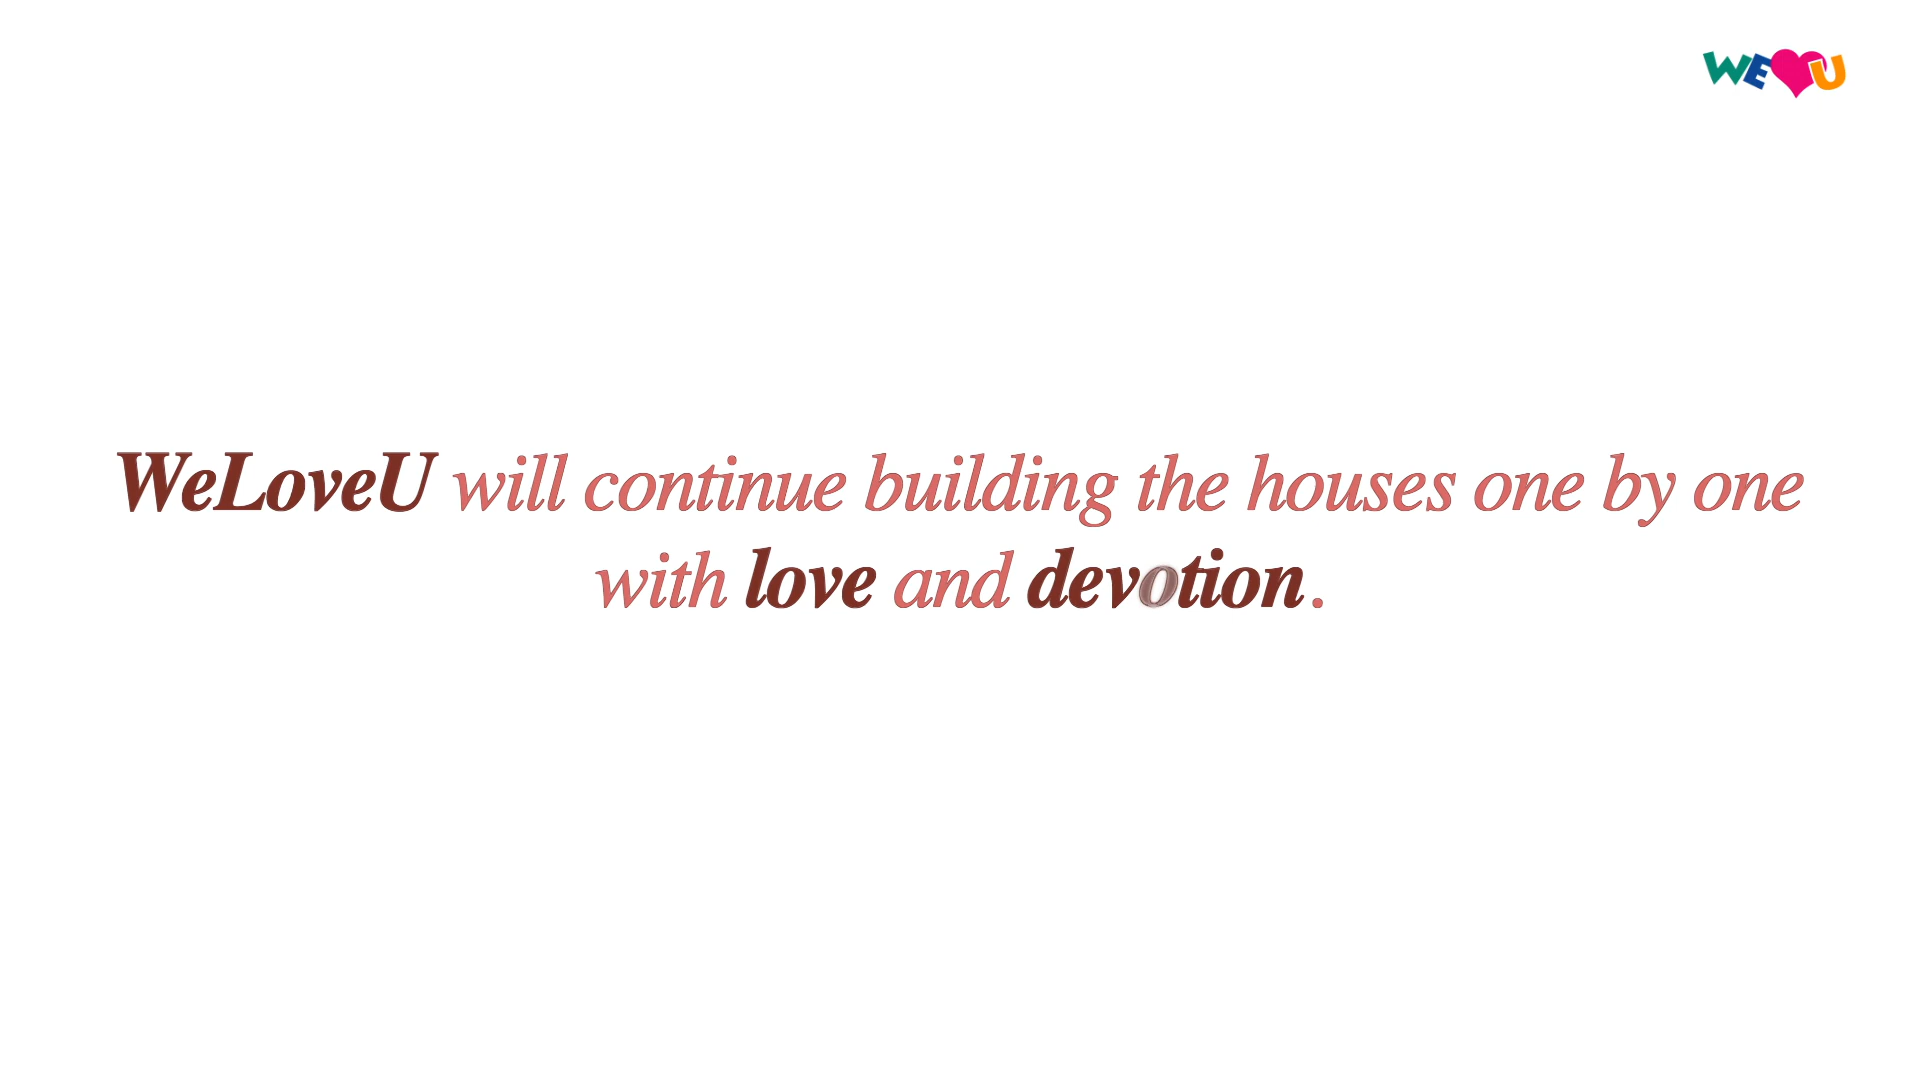 WE U
WeLoveU will continue building the houses one by one
with love and devotion.